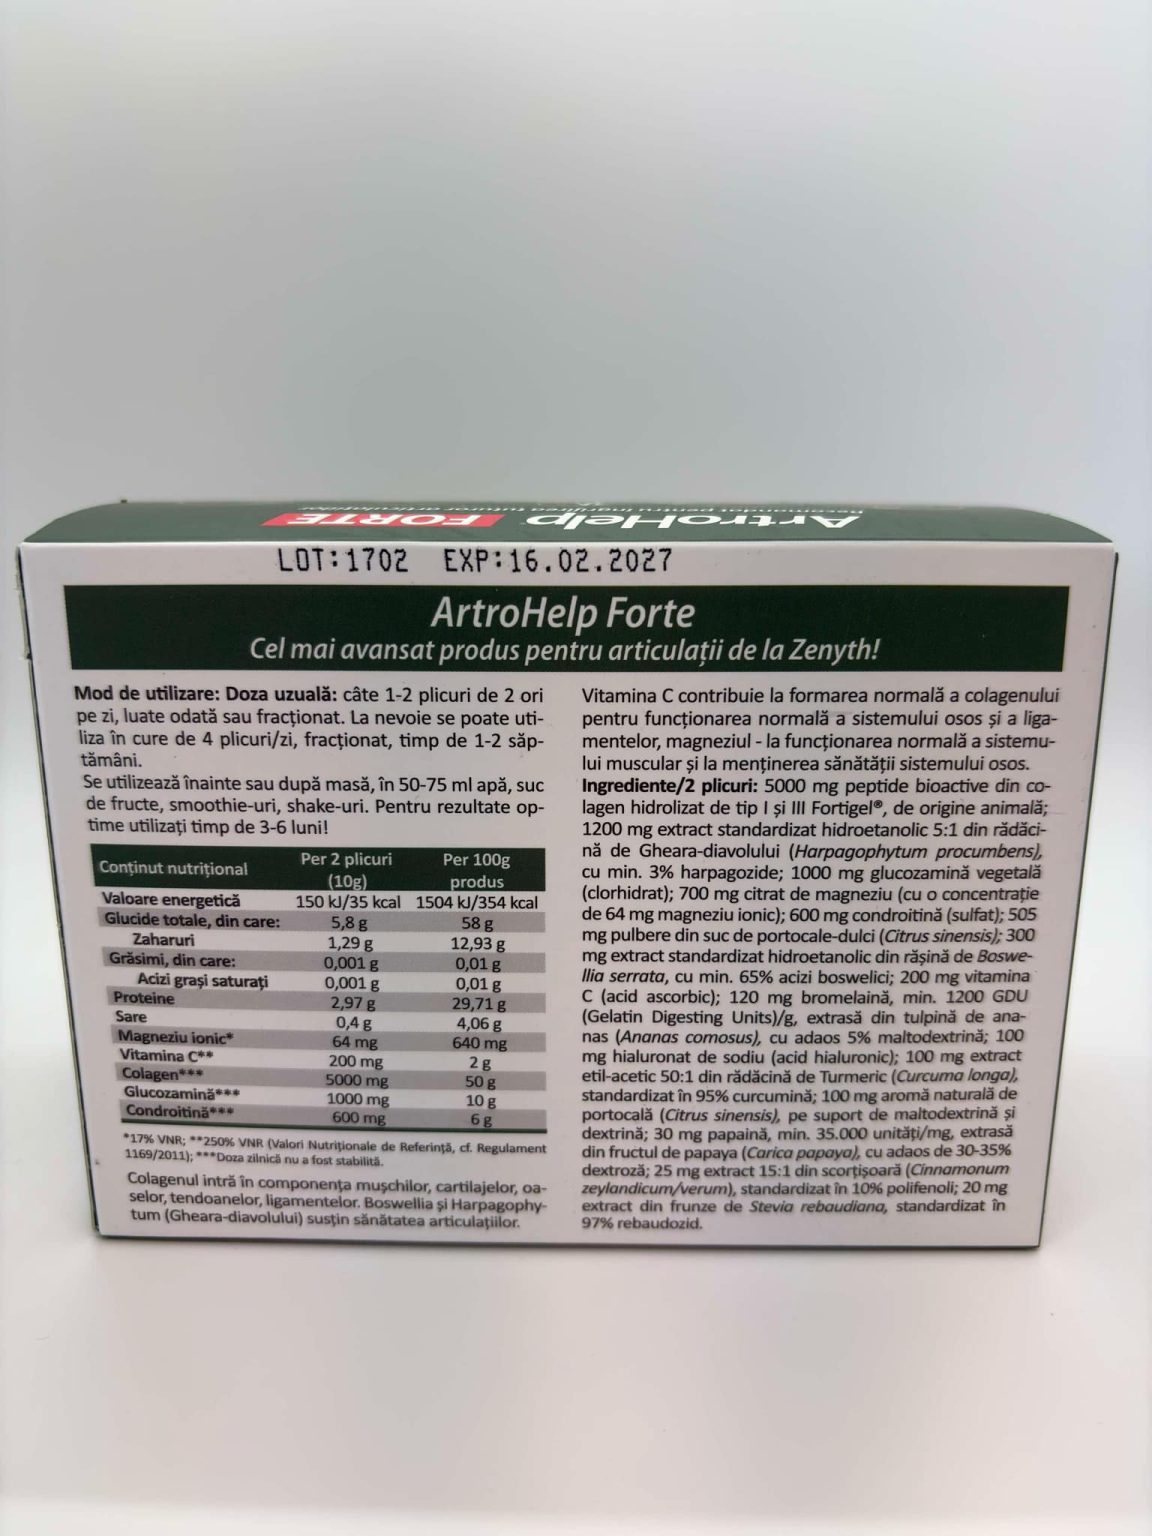 Recomandat pentru îngrijirea tuturor articulațiilor
ArtroHelp FORTE
LOT:1702 EXP:16.02.2027
ArtroHelp Forte
Cel mai avansat produs pentru articulații de la Zenyth!
Mod de utilizare: Doza uzuală: câte 1-2 plicuri de 2 ori
pe zi, luate odată sau fracționat. La nevoie se poate uti-
liza în cure de 4 plicuri/zi, fracționat, timp de 1-2 săp-
tămâni.
Se utilizează înainte sau după masă, în 50-75 ml apă, suc
de fructe, smoothie-uri, shake-uri. Pentru rezultate op-
time utilizați timp de 3-6 luni!
Conținut nutrițional Per 2 plicuri (10g) Per 100g produs
Valoare energetică 150 kJ/35 kcal 1504 kJ/354 kcal
Glucide totale, din care: 5,8 g 58 g
Zaharuri 1,29 g 12,93 g
Grăsimi, din care: 0,001 g 0,01 g
Acizi grași saturați 0,001 g 0,01 g
Proteine 2,97 g 29,71 g
Sare 0,4 g 4,06 g
Magneziu ionic* 64 mg 640 mg
Vitamina C** 200 mg 2 g
Colagen*** 5000 mg 50 g
Glucozamină*** 1000 mg 10 g
Condroitină*** 600 mg 6 g
*17% VNR; **250% VNR (Valori Nutriționale de Referință, cf. Regulament
1169/2011); ***Doza zilnică nu a fost stabilită.
Colagenul intră în componența mușchilor, cartilajelor, oa-
selor, tendoanelor, ligamentelor. Boswellia și Harpagophy-
tum (Gheara-diavolului) susțin sănătatea articulațiilor.
Vitamina C contribuie la formarea normală a colagenului
pentru funcționarea normală a sistemului osos și a liga-
mentelor, magneziul - la funcționarea normală a sistemu-
lui muscular și la menținerea sănătății sistemului osos.
Ingrediente/2 plicuri: 5000 mg peptide bioactive din co-
lagen hidrolizat de tip I și III Fortigel®, de origine animală;
1200 mg extract standardizat hidroetanolic 5:1 din rădăci-
nă de Gheara-diavolului (Harpagophytum procumbens),
cu min. 3% harpagozide; 1000 mg glucozamină vegetală
(clorhidrat); 700 mg citrat de magneziu (cu o concentrație
de 64 mg magneziu ionic); 600 mg condroitină (sulfat); 505
mg pulbere din suc de portocale-dulci (Citrus sinensis); 300
mg extract standardizat hidroetanolic din rășina de Boswe-
llia serrata, cu min. 65% acizi boswelici; 200 mg vitamina
C (acid ascorbic); 120 mg bromelaină, min. 1200 GDU
(Gelatin Digesting Units)/g, extrasă din tulpină de ana-
nas (Ananas comosus), cu adaos 5% maltodextrină; 100
mg hialuronat de sodiu (acid hialuronic); 100 mg extract
etil-acetic 50:1 din rădăcină de Turmeric (Curcuma longa),
standardizat în 95% curcumină; 100 mg aromă naturală de
portocală (Citrus sinensis), pe suport de maltodextrină și
dextrină; 30 mg papaină, min. 35.000 unități/mg, extrasă
din fructul de papaya (Carica papaya), cu adaos de 30-35%
dextroză; 25 mg extract 15:1 din scorțișoară (Cinnamonum
zeylandicum/verum), standardizat în 10% polifenoli; 20 mg
extract din frunze de Stevia rebaudiana, standardizat în
97% rebaudozid.